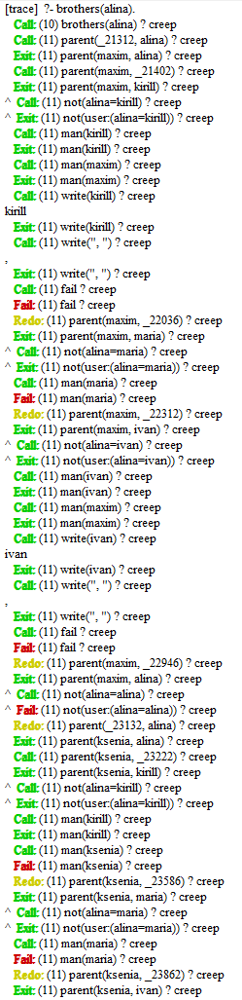 [trace]  ?- brothers(alina).
Call: (10) brothers(alina) ? creep
Call: (11) parent(_21312, alina) ? creep
Exit: (11) parent(maxim, alina) ? creep
Call: (11) parent(maxim, _21402) ? creep
Exit: (11) parent(maxim, kirill) ? creep
^ Call: (11) not(alina=kirill) ? creep
^ Exit: (11) not(user:(alina=kirill)) ? creep
Call: (11) man(kirill) ? creep
Exit: (11) man(kirill) ? creep
Call: (11) man(maxim) ? creep
Exit: (11) man(maxim) ? creep
Call: (11) write(kirill) ? creep
kirill
Exit: (11) write(kirill) ? creep
Call: (11) write(", ") ? creep
,
Exit: (11) write(", ") ? creep
Call: (11) fail ? creep
Fail: (11) fail ? creep
Redo: (11) parent(maxim, _22036) ? creep
Exit: (11) parent(maxim, maria) ? creep
^ Call: (11) not(alina=maria) ? creep
^ Exit: (11) not(user:(alina=maria)) ? creep
Call: (11) man(maria) ? creep
Fail: (11) man(maria) ? creep
Redo: (11) parent(maxim, _22312) ? creep
Exit: (11) parent(maxim, ivan) ? creep
^ Call: (11) not(alina=ivan) ? creep
^ Exit: (11) not(user:(alina=ivan)) ? creep
Call: (11) man(ivan) ? creep
Exit: (11) man(ivan) ? creep
Call: (11) man(maxim) ? creep
Exit: (11) man(maxim) ? creep
Call: (11) write(ivan) ? creep
ivan
Exit: (11) write(ivan) ? creep
Call: (11) write(", ") ? creep
,
Exit: (11) write(", ") ? creep
Call: (11) fail ? creep
Fail: (11) fail ? creep
Redo: (11) parent(maxim, _22946) ? creep
Exit: (11) parent(maxim, alina) ? creep
^ Call: (11) not(alina=alina) ? creep
^ Fail: (11) not(user:(alina=alina)) ? creep
Redo: (11) parent(_23132, alina) ? creep
Exit: (11) parent(ksenia, alina) ? creep
Call: (11) parent(ksenia, _23222) ? creep
Exit: (11) parent(ksenia, kirill) ? creep
^ Call: (11) not(alina=kirill) ? creep
^ Exit: (11) not(user:(alina=kirill)) ? creep
Call: (11) man(kirill) ? creep
Exit: (11) man(kirill) ? creep
Call: (11) man(ksenia) ? creep
Fail: (11) man(ksenia) ? creep
Redo: (11) parent(ksenia, _23586) ? creep
Exit: (11) parent(ksenia, maria) ? creep
^ Call: (11) not(alina=maria) ? creep
^ Exit: (11) not(user:(alina=maria)) ? creep
Call: (11) man(maria) ? creep
Fail: (11) man(maria) ? creep
Redo: (11) parent(ksenia, _23862) ? creep
Exit: (11) parent(ksenia, ivan) ? creep